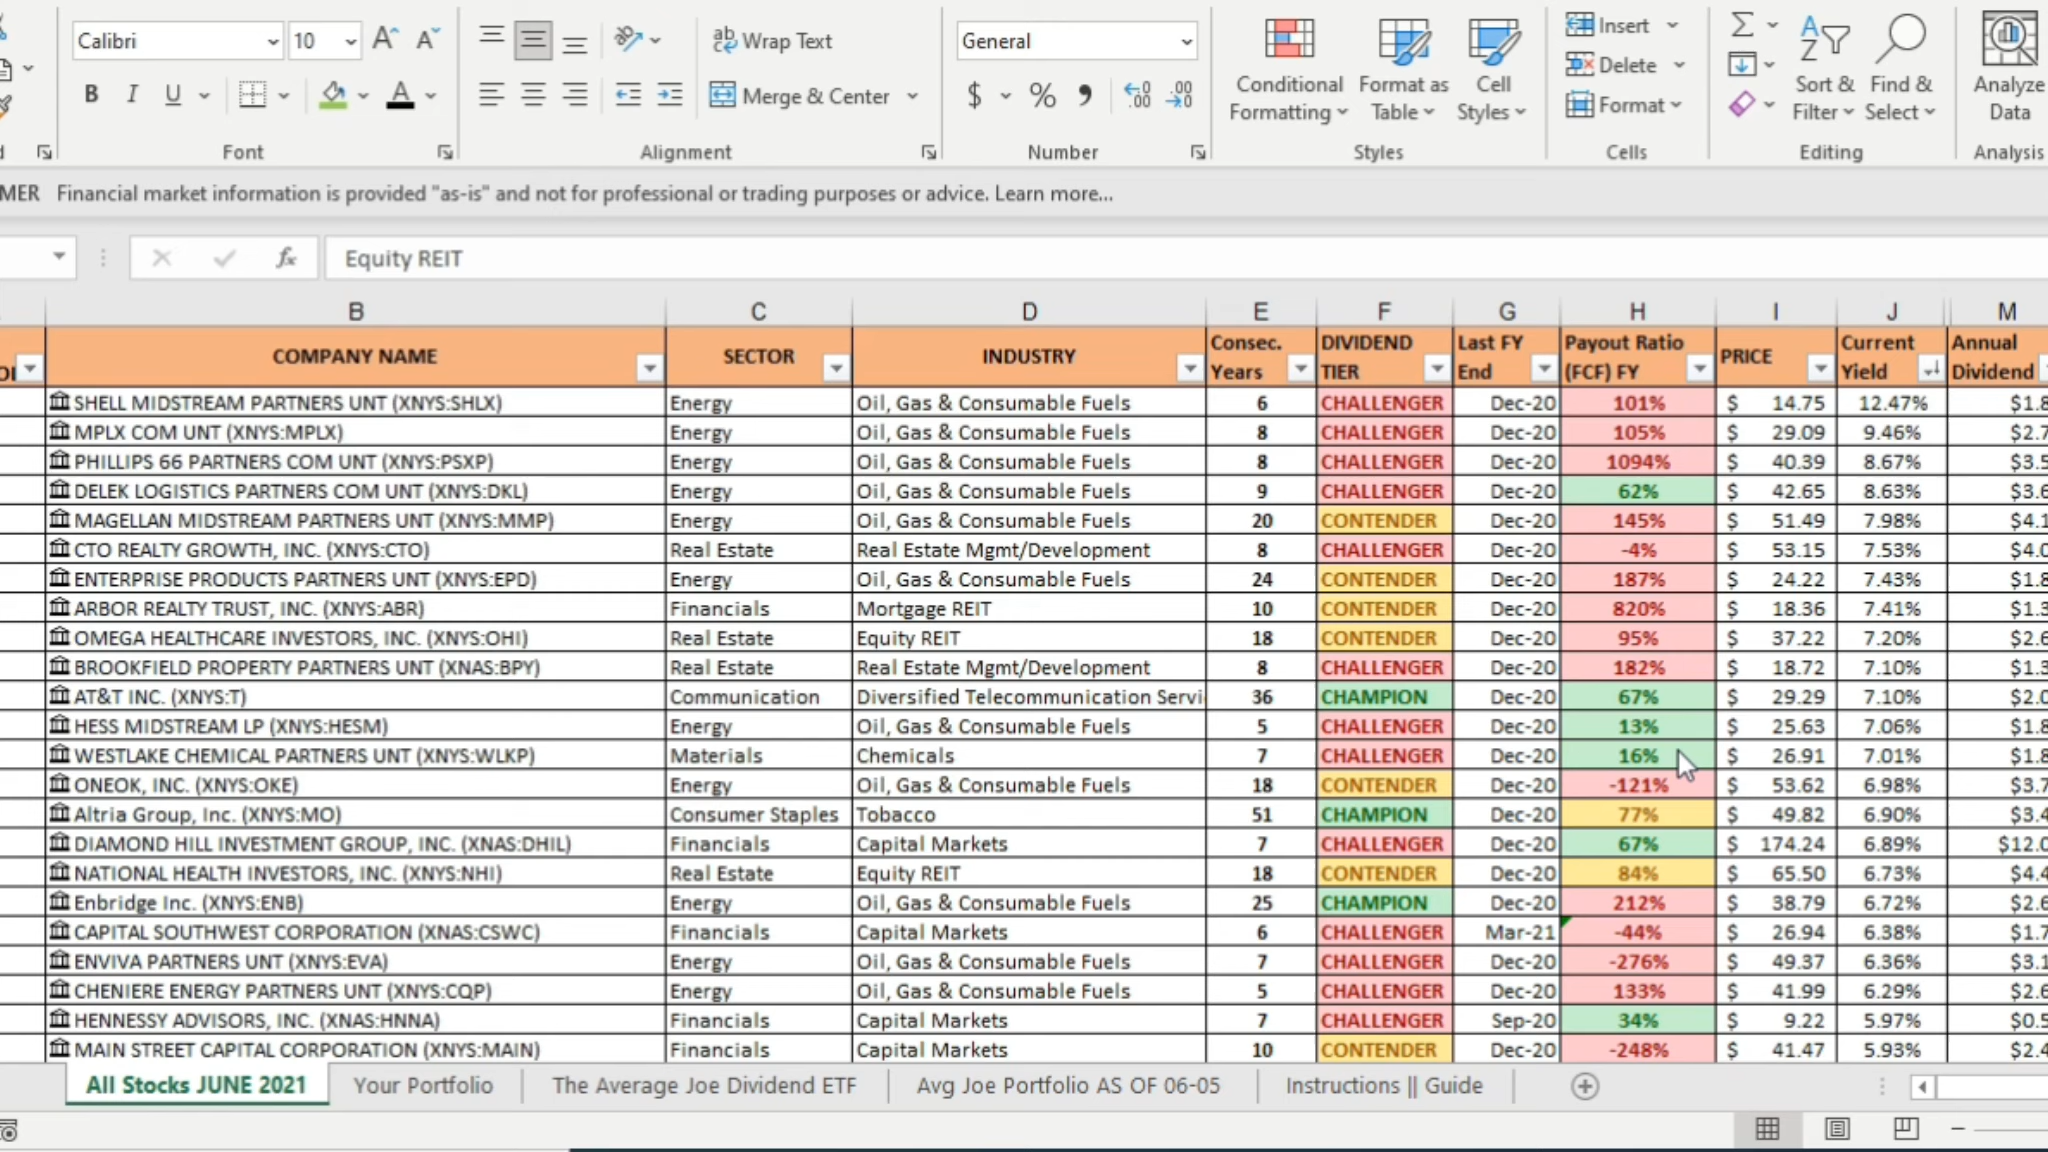 Calibri 10 Wrap Text General Insert
Conditional Format as Cell Delete Sort & Find & Analyze
B I U Merge & Center $ % Formatting Table Styles Format Filter Select Data
Font Alignment Number Styles Cells Editing Analysis
MER Financial market information is provided "as-is" and not for professional or trading purposes or advice. Learn more...
fx Equity REIT
B C D E F G H I J M
COMPANY NAME SECTOR INDUSTRY Consec. Years DIVIDEND TIER Last FY End Payout Ratio (FCF) FY PRICE Current Yield Annual Dividend
SHELL MIDSTREAM PARTNERS UNT (XNYS:SHLX) Energy Oil, Gas & Consumable Fuels 6 CHALLENGER Dec-20 101% $ 14.75 12.47% $1.8
MPLX COM UNT (XNYS:MPLX) Energy Oil, Gas & Consumable Fuels 8 CHALLENGER Dec-20 105% $ 29.09 9.46% $2.7
PHILLIPS 66 PARTNERS COM UNT (XNYS:PSXP) Energy Oil, Gas & Consumable Fuels 8 CHALLENGER Dec-20 1094% $ 40.39 8.67% $3.5
DELEK LOGISTICS PARTNERS COM UNT (XNYS:DKL) Energy Oil, Gas & Consumable Fuels 9 CHALLENGER Dec-20 62% $ 42.65 8.63% $3.6
MAGELLAN MIDSTREAM PARTNERS UNT (XNYS:MMP) Energy Oil, Gas & Consumable Fuels 20 CONTENDER Dec-20 145% $ 51.49 7.98% $4.1
CTO REALTY GROWTH, INC. (XNYS:CTO) Real Estate Real Estate Mgmt/Development 8 CHALLENGER Dec-20 -4% $ 53.15 7.53% $4.0
ENTERPRISE PRODUCTS PARTNERS UNT (XNYS:EPD) Energy Oil, Gas & Consumable Fuels 24 CONTENDER Dec-20 187% $ 24.22 7.43% $1.8
ARBOR REALTY TRUST, INC. (XNYS:ABR) Financials Mortgage REIT 10 CONTENDER Dec-20 820% $ 18.36 7.41% $1.3
OMEGA HEALTHCARE INVESTORS, INC. (XNYS:OHI) Real Estate Equity REIT 18 CONTENDER Dec-20 95% $ 37.22 7.20% $2.6
BROOKFIELD PROPERTY PARTNERS UNT (XNAS:BPY) Real Estate Real Estate Mgmt/Development 8 CHALLENGER Dec-20 182% $ 18.72 7.10% $1.3
AT&T INC. (XNYS:T) Communication Diversified Telecommunication Servi 36 CHAMPION Dec-20 67% $ 29.29 7.10% $2.0
HESS MIDSTREAM LP (XNYS:HESM) Energy Oil, Gas & Consumable Fuels 5 CHALLENGER Dec-20 13% $ 25.63 7.06% $1.8
WESTLAKE CHEMICAL PARTNERS UNT (XNYS:WLKP) Materials Chemicals 7 CHALLENGER Dec-20 16% $ 26.91 7.01% $1.8
ONEOK, INC. (XNYS:OKE) Energy Oil, Gas & Consumable Fuels 18 CONTENDER Dec-20 -121% $ 53.62 6.98% $3.7
Altria Group, Inc. (XNYS:MO) Consumer Staples Tobacco 51 CHAMPION Dec-20 77% $ 49.82 6.90% $3.4
DIAMOND HILL INVESTMENT GROUP, INC. (XNAS:DHIL) Financials Capital Markets 7 CHALLENGER Dec-20 67% $ 174.24 6.89% $12.0
NATIONAL HEALTH INVESTORS, INC. (XNYS:NHI) Real Estate Equity REIT 18 CONTENDER Dec-20 84% $ 65.50 6.73% $4.4
Enbridge Inc. (XNYS:ENB) Energy Oil, Gas & Consumable Fuels 25 CHAMPION Dec-20 212% $ 38.79 6.72% $2.6
CAPITAL SOUTHWEST CORPORATION (XNAS:CSWC) Financials Capital Markets 6 CHALLENGER Mar-21 -44% $ 26.94 6.38% $1.7
ENVIVA PARTNERS UNT (XNYS:EVA) Energy Oil, Gas & Consumable Fuels 7 CHALLENGER Dec-20 -276% $ 49.37 6.36% $3.1
CHENIERE ENERGY PARTNERS UNT (XNYS:CQP) Energy Oil, Gas & Consumable Fuels 5 CHALLENGER Dec-20 133% $ 41.99 6.29% $2.6
HENNESSY ADVISORS, INC. (XNAS:HNNA) Financials Capital Markets 7 CHALLENGER Sep-20 34% $ 9.22 5.97% $0.5
MAIN STREET CAPITAL CORPORATION (XNYS:MAIN) Financials Capital Markets 10 CONTENDER Dec-20 -248% $ 41.47 5.93% $2.4
All Stocks JUNE 2021 Your Portfolio The Average Joe Dividend ETF Avg Joe Portfolio AS OF 06-05 Instructions || Guide